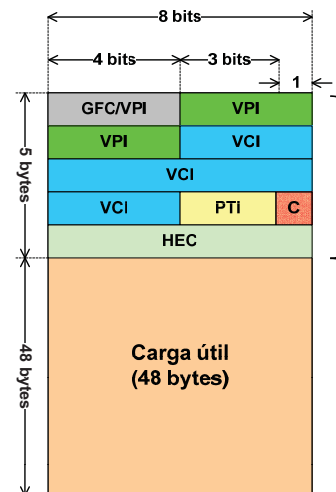 8 bits
4 bits
3 bits
1
5 bytes
GFC/VPI
VPI
VPI
VCI
VCI
VCI
PTi
C
HEC
48 bytes
Carga útil
(48 bytes)